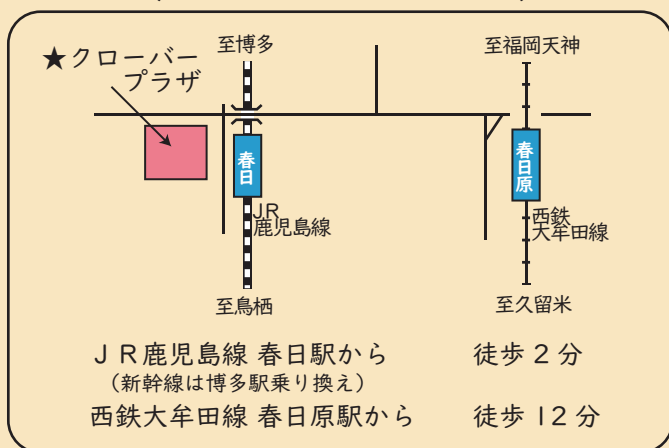 至博多
至福岡天神
★クローバー
プラザ
春日
春日原
JR
鹿児島線
西鉄
大牟田線
至鳥栖
至久留米
ＪＲ鹿児島線 春日駅から 徒歩２分
（新幹線は博多駅乗り換え）
西鉄大牟田線 春日原駅から 徒歩12分